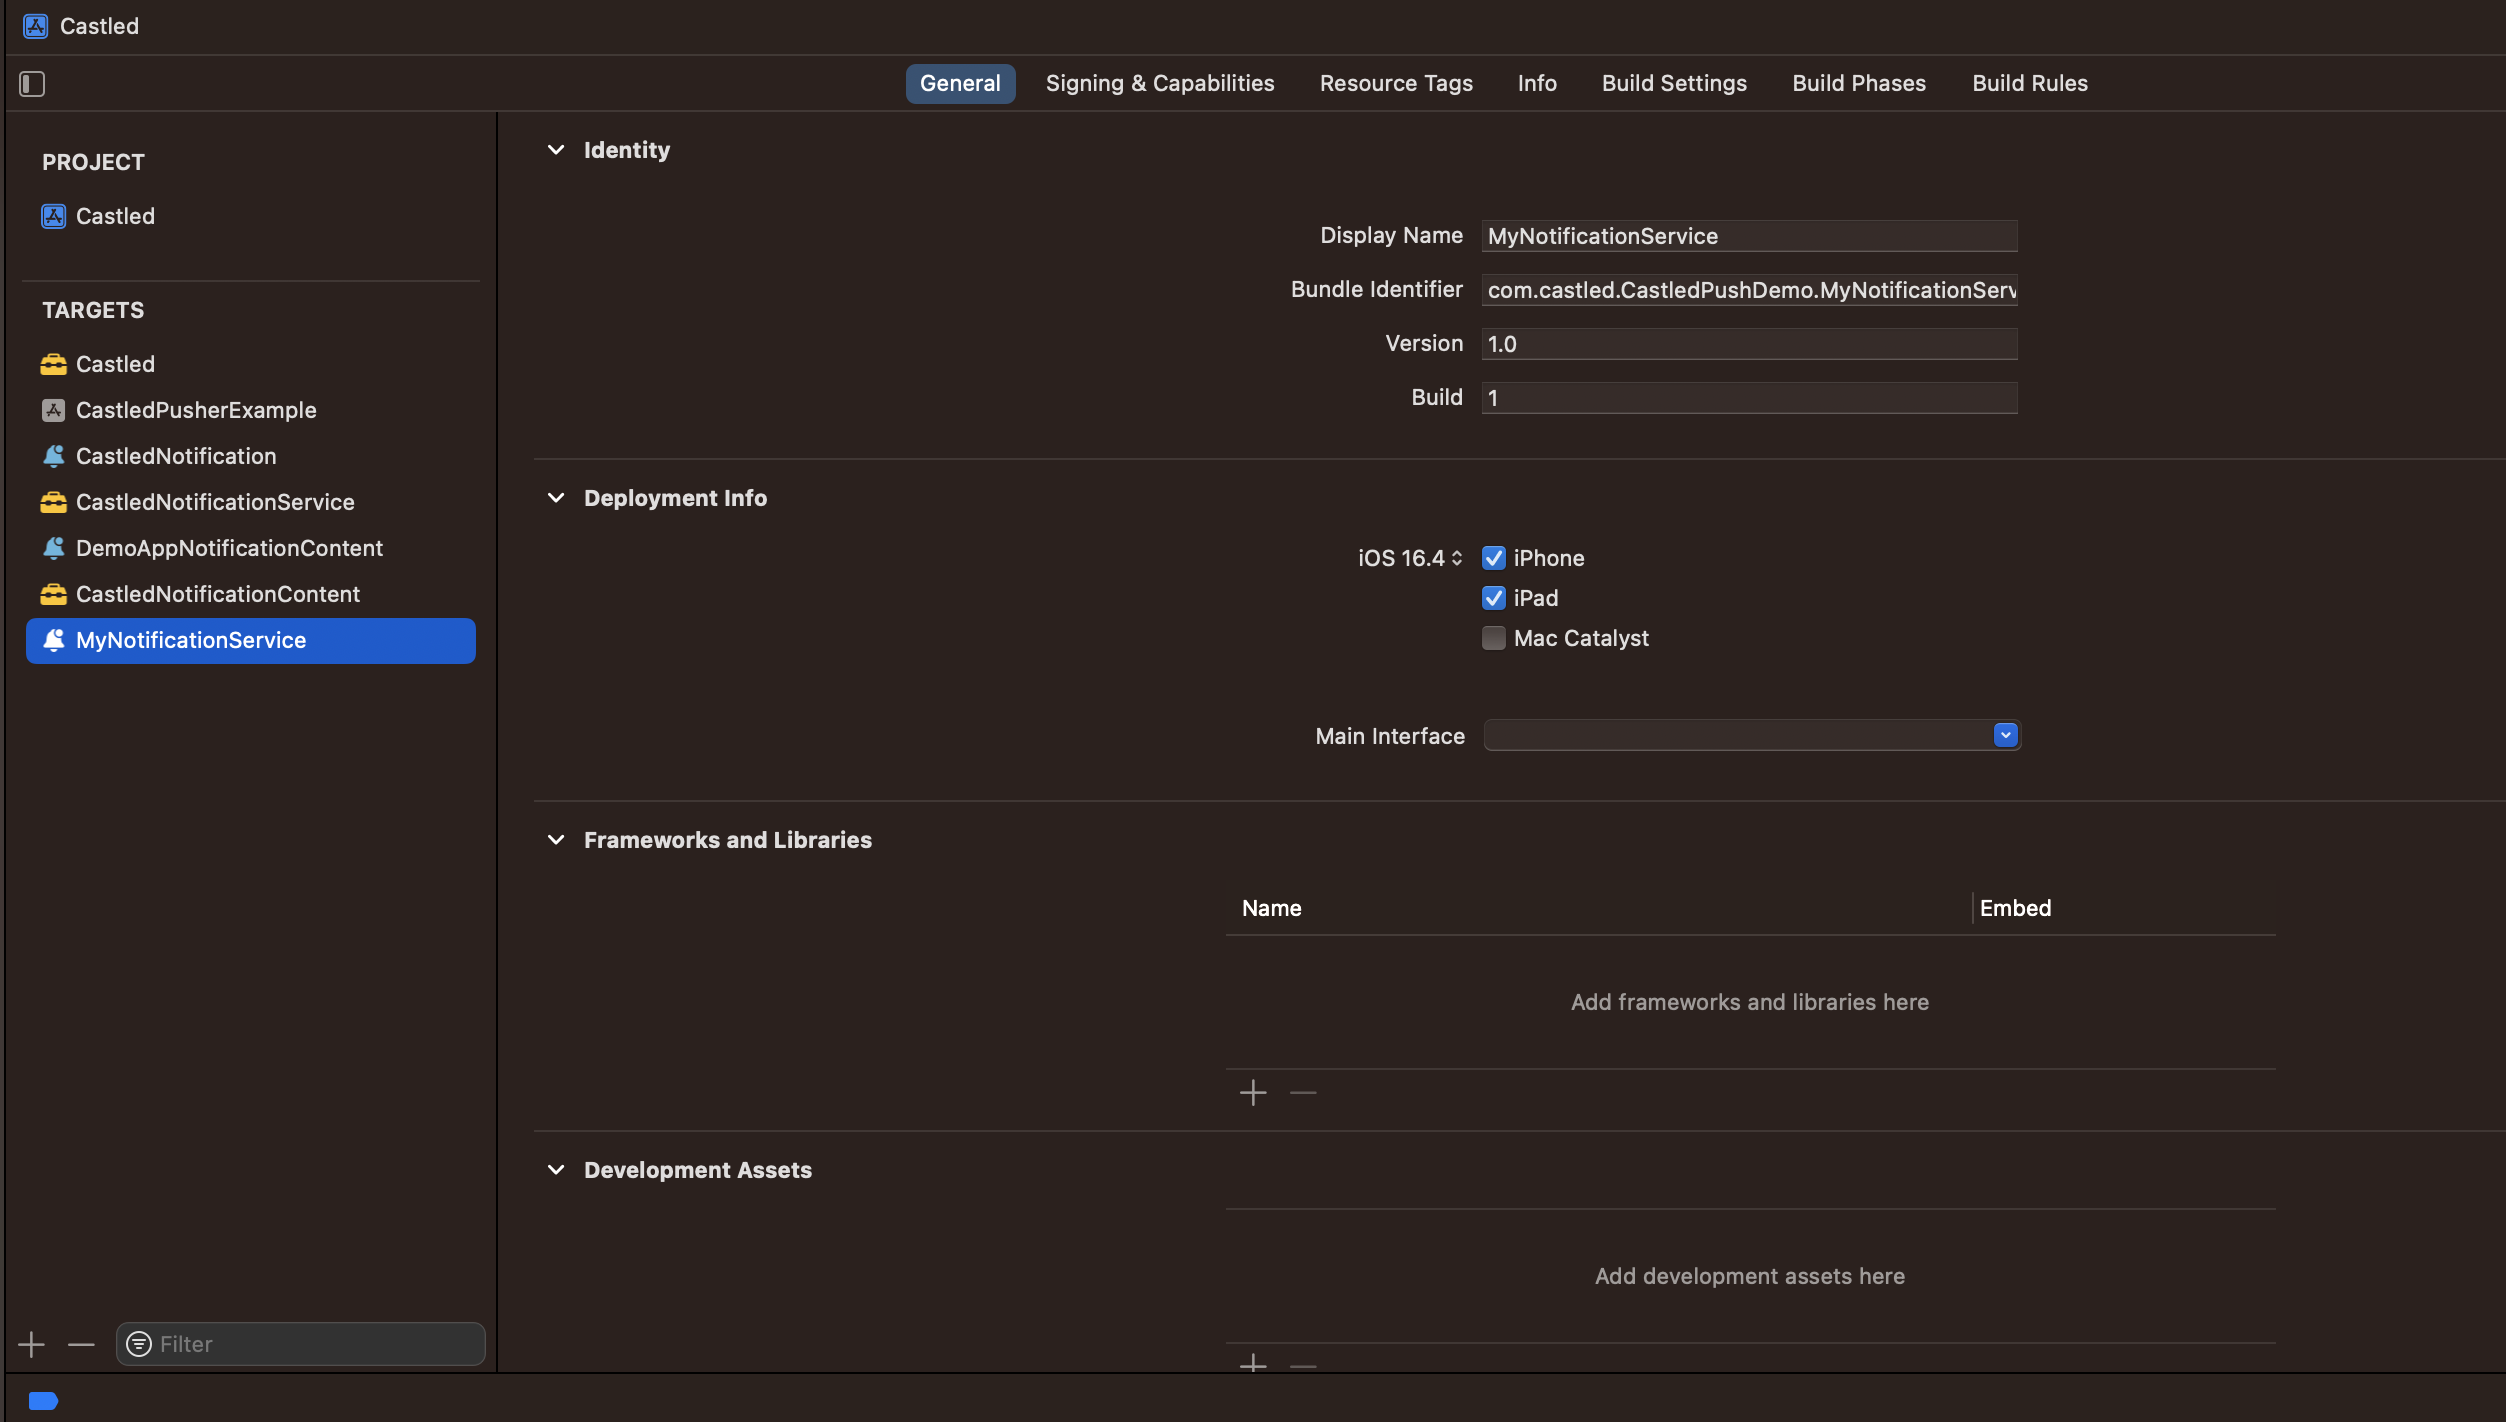 Castled
General Signing & Capabilities Resource Tags Info Build Settings Build Phases Build Rules
PROJECT
Castled
TARGETS
Castled
CastledPusherExample
CastledNotification
CastledNotificationService
DemoAppNotificationContent
CastledNotificationContent
MyNotificationService
Filter
Identity
Display Name MyNotificationService
Bundle Identifier com.castled.CastledPushDemo.MyNotificationServ
Version 1.0
Build 1
Deployment Info
iOS 16.4 iPhone
iPad
Mac Catalyst
Main Interface
Frameworks and Libraries
Name Embed
Add frameworks and libraries here
Development Assets
Add development assets here